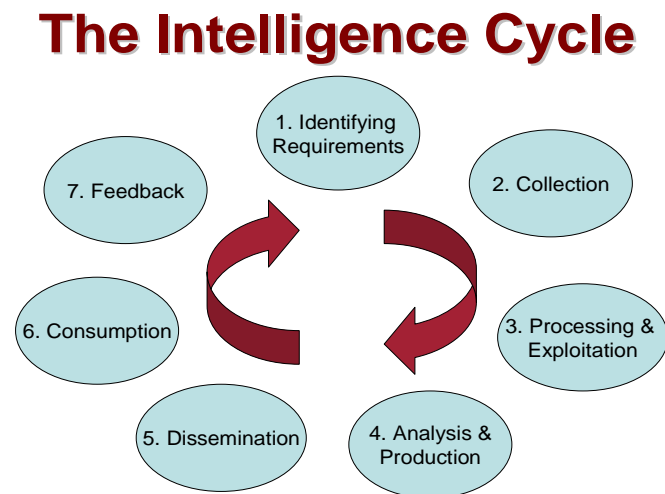 The Intelligence Cycle
1. Identifying
Requirements
2. Collection
3. Processing &
Exploitation
4. Analysis &
Production
5. Dissemination
6. Consumption
7. Feedback